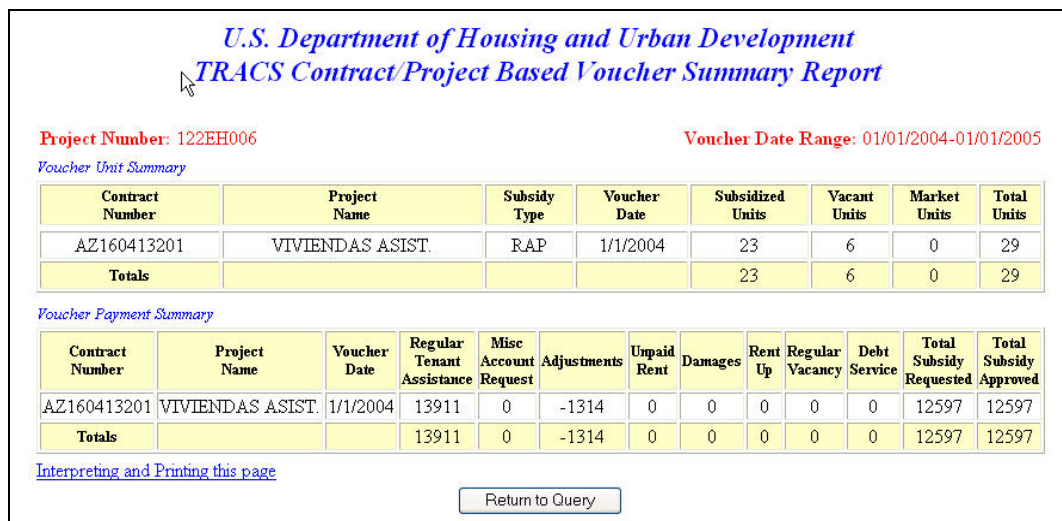 U.S. Department of Housing and Urban Development
TRACS Contract/Project Based Voucher Summary Report
Project Number: 122EH006 Voucher Date Range: 01/01/2004-01/01/2005
Voucher Unit Summary
Contract Number Project Name Subsidy Type Voucher Date Subsidized Units Vacant Units Market Units Total Units
AZ160413201 VIVIENDAS ASIST. RAP 1/1/2004 23 6 0 29
Totals 23 6 0 29
Voucher Payment Summary
Contract Number Project Name Voucher Date Regular Tenant Assistance Misc Account Request Adjustments Unpaid Rent Damages Rent Up Regular Vacancy Debt Service Total Subsidy Requested Total Subsidy Approved
AZ160413201 VIVIENDAS ASIST. 1/1/2004 13911 0 -1314 0 0 0 0 0 12597 12597
Totals 13911 0 -1314 0 0 0 0 0 12597 12597
Interpreting and Printing this page
Return to Query